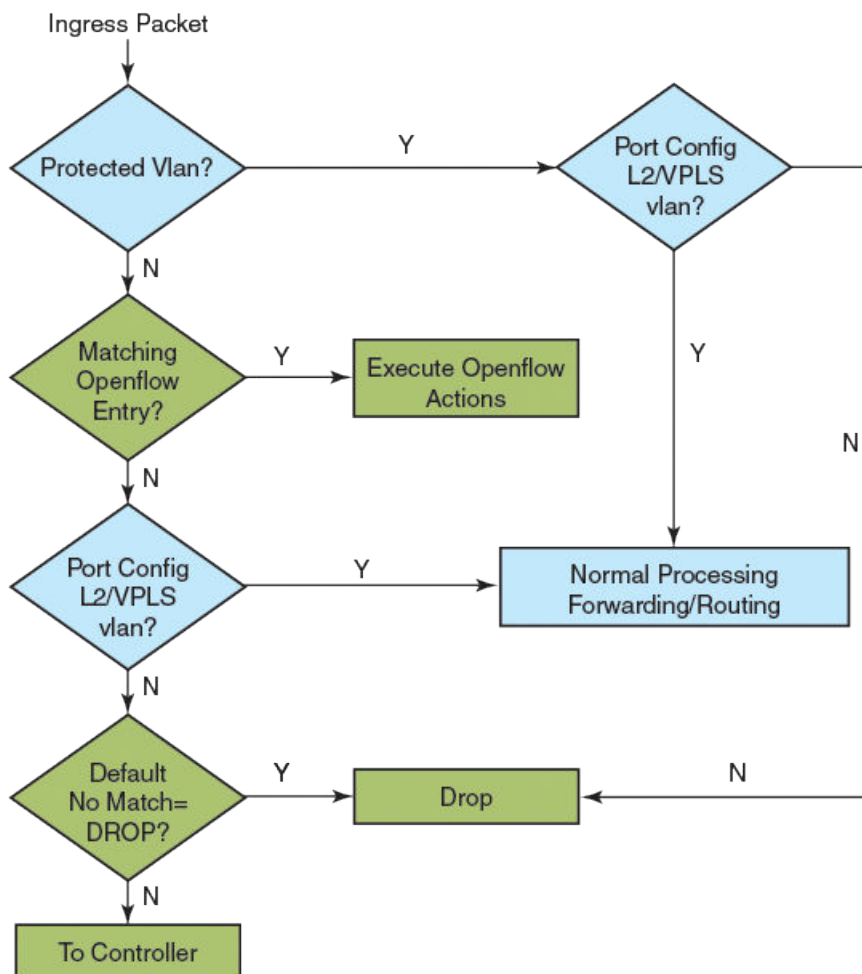 Ingress Packet
Protected Vlan?
Y
Port Config
L2/VPLS
vlan?
N
Matching
Openflow
Entry?
Y
Execute Openflow
Actions
Y
N
N
Port Config
L2/VPLS
vlan?
Y
Normal Processing
Forwarding/Routing
N
Default
No Match=
DROP?
Y
Drop
N
N
To Controller